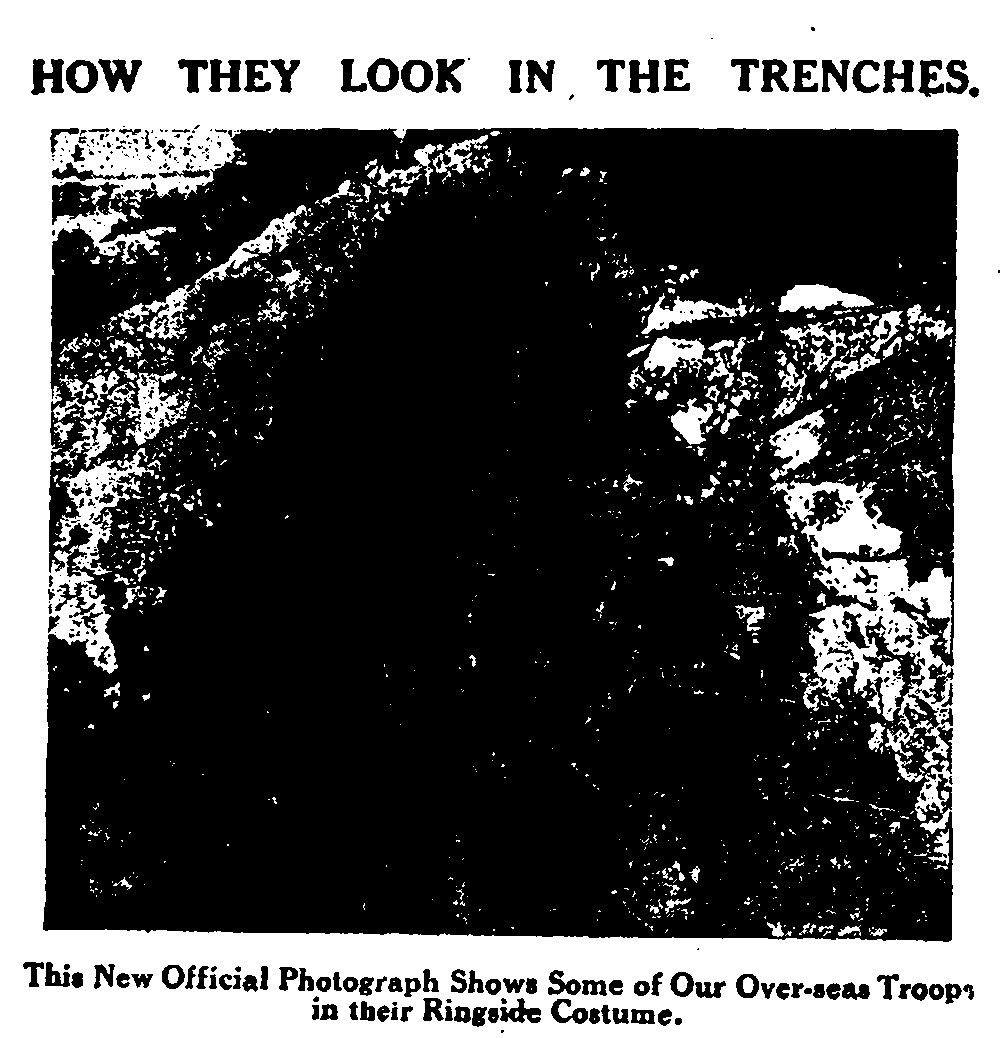 HOW THEY LOOK IN THE TRENCHES.
This New Official Photograph Shows Some of Our Over-seas Troops
in their Ringside Costume.